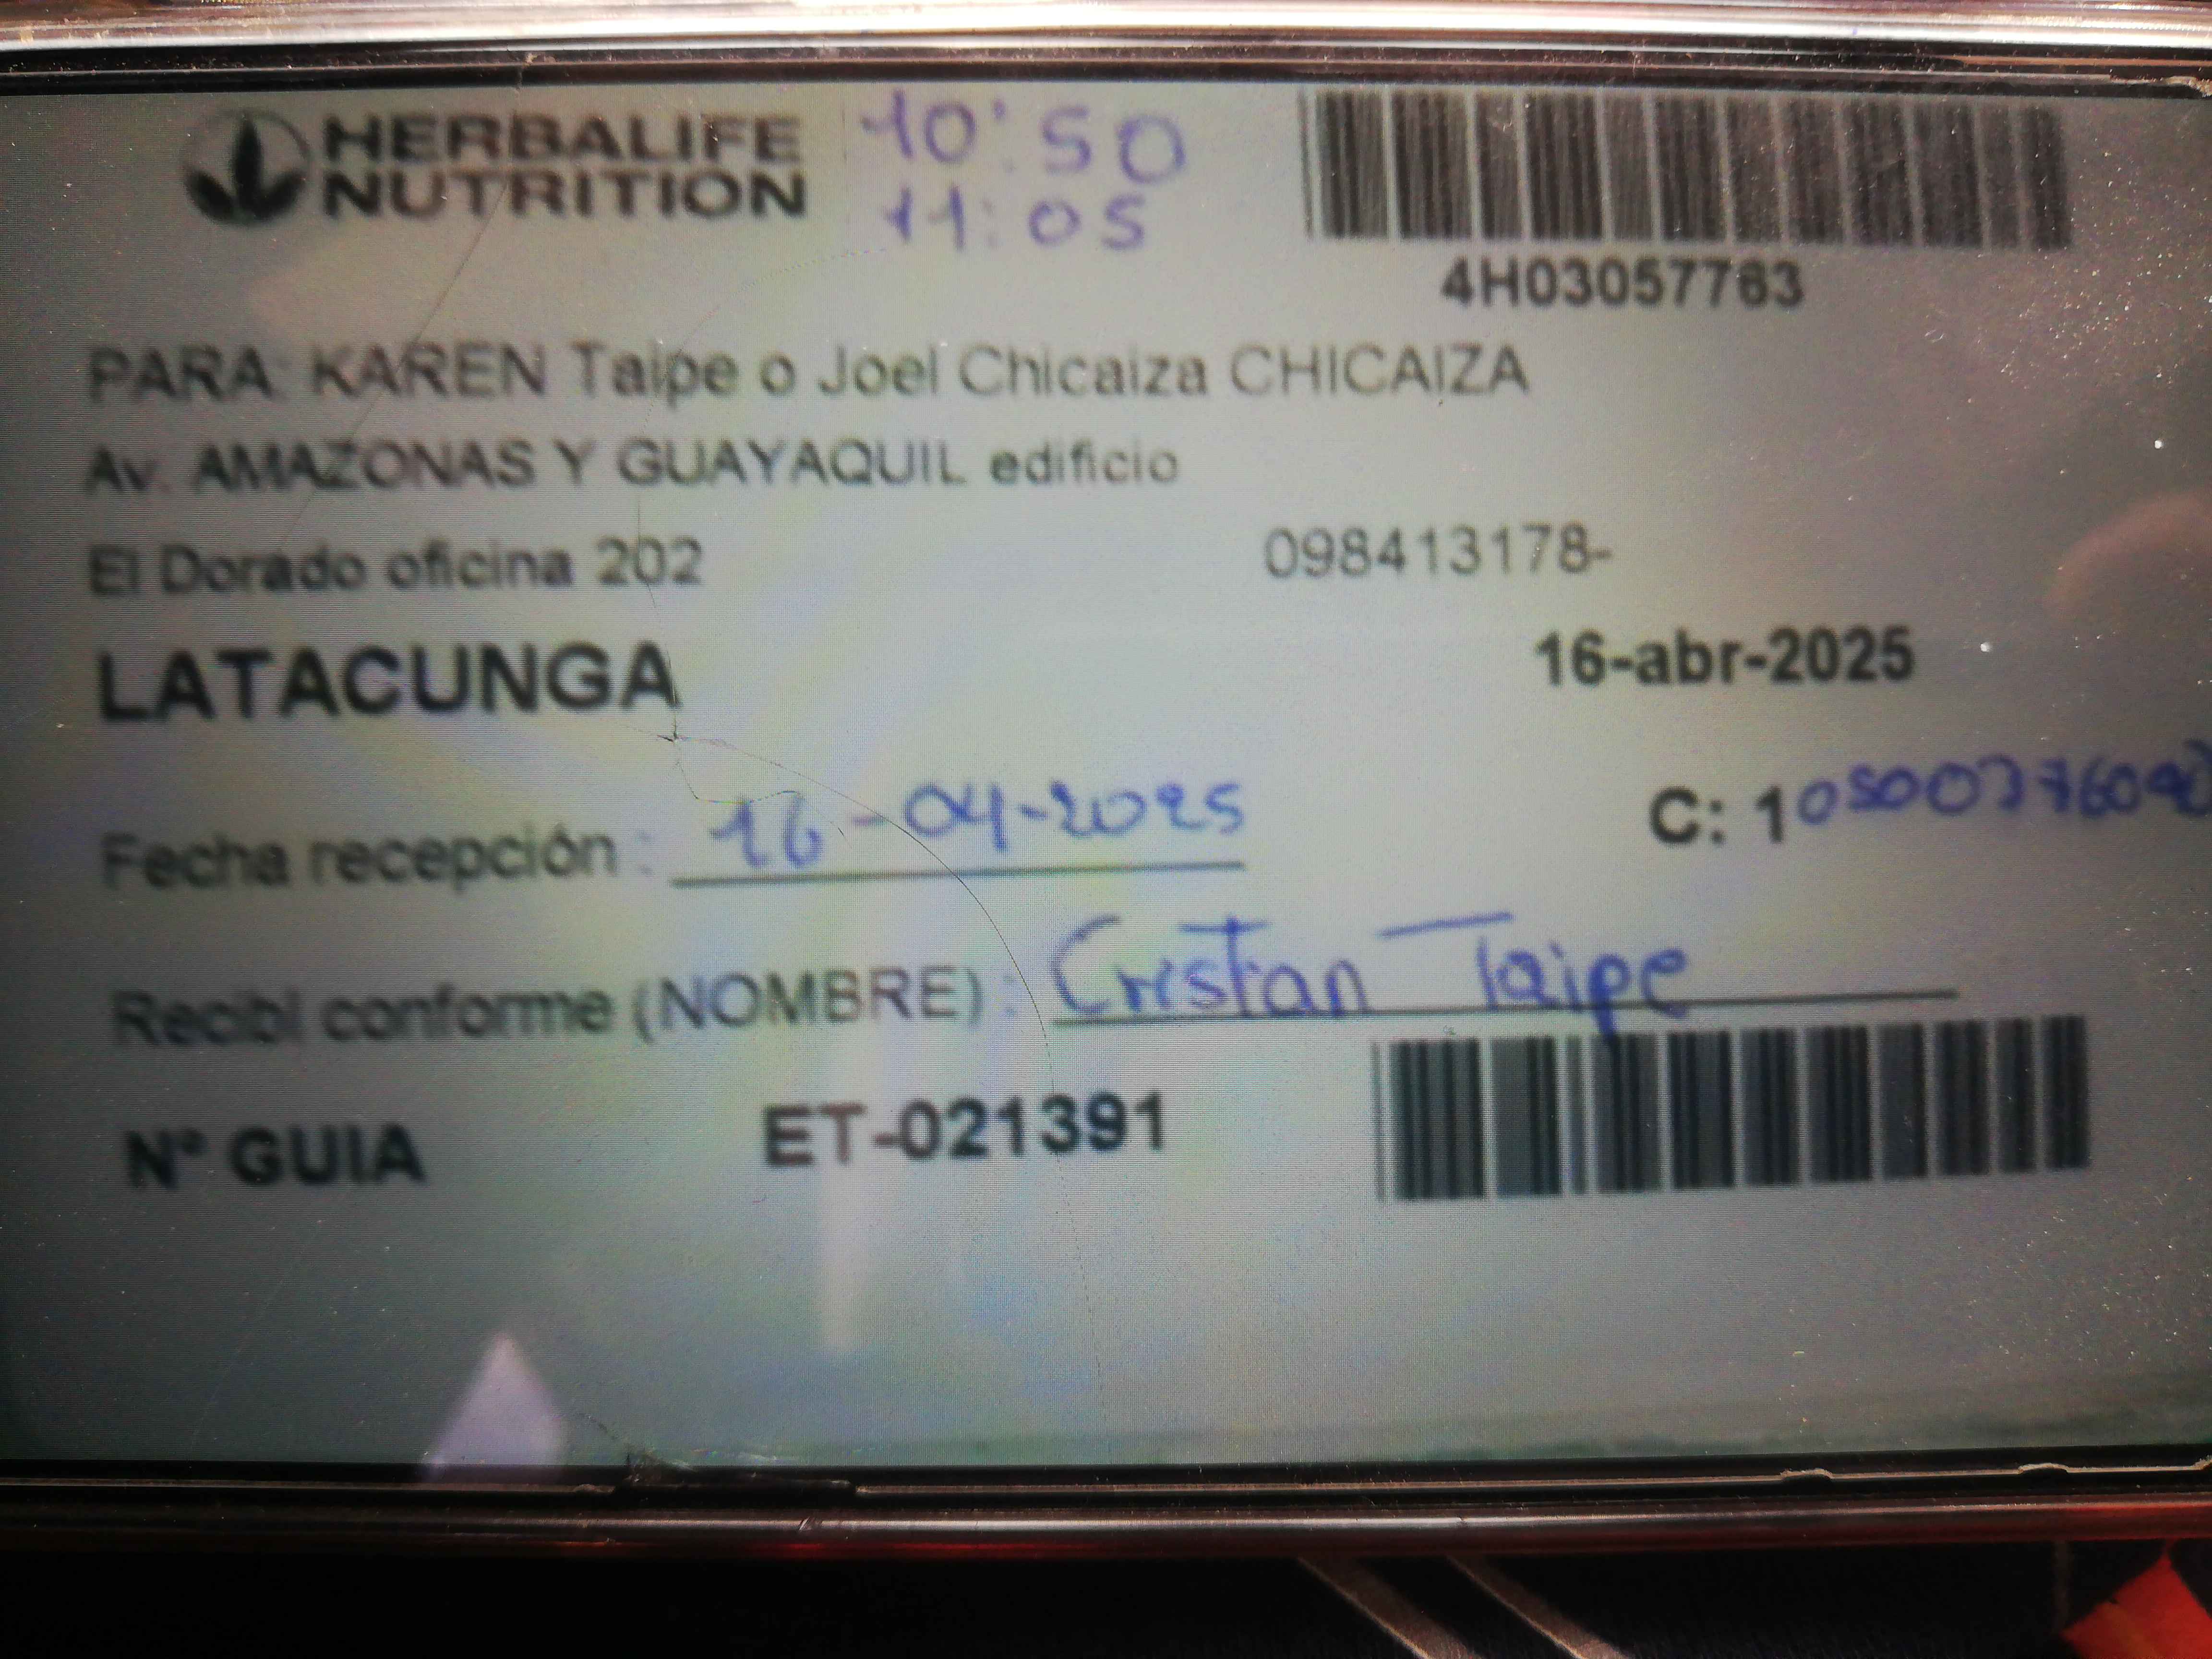 HERBALIFE
NUTRITION
10:50
11:05
4H03057763
PARA: KAREN Taipe o Joel Chicaiza CHICAIZA
Av. AMAZONAS Y GUAYAQUIL edificio
El Dorado oficina 202
098413178-
LATACUNGA
16-abr-2025
Fecha recepción : 16-04-2025
C: 1
Recibí conforme (NOMBRE) : Cristian Taipe
N° GUIA
ET-021391